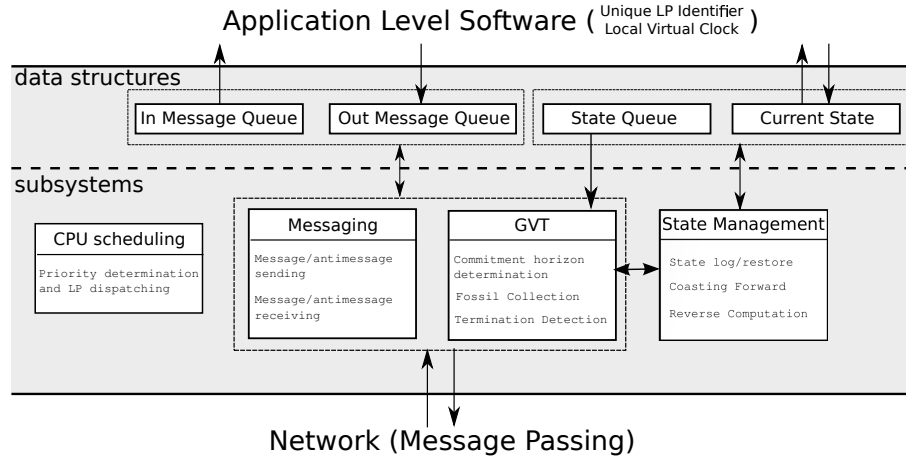 Application Level Software ( Unique LP Identifier
Local Virtual Clock )
data structures
In Message Queue
Out Message Queue
State Queue
Current State
subsystems
CPU scheduling
Priority determination
and LP dispatching
Messaging
Message/antimessage
sending
Message/antimessage
receiving
GVT
Commitment horizon
determination
Fossil Collection
Termination Detection
State Management
State log/restore
Coasting Forward
Reverse Computation
Network (Message Passing)